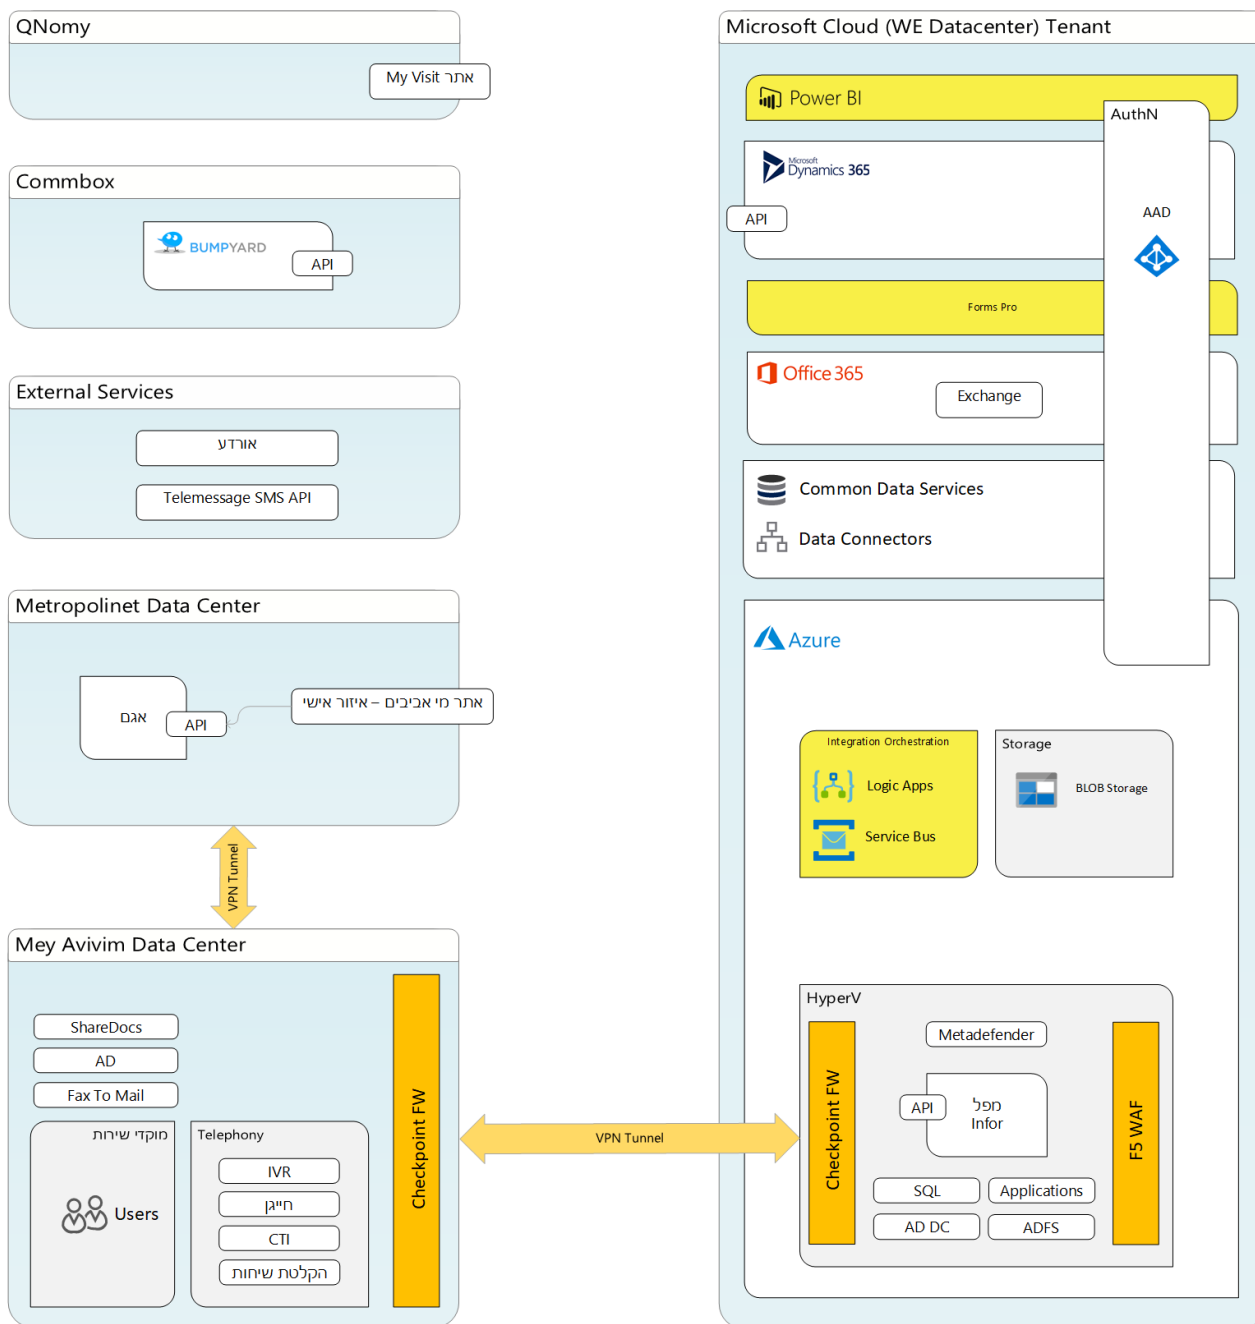 QNomy
My Visit אתר
Commbox
BUMPYARD
API
External Services
אורדע
Telemessage SMS API
Metropolinet Data Center
אגם
API
אתר מי אביבים – איזור אישי
VPN Tunnel
Mey Avivim Data Center
ShareDocs
AD
Fax To Mail
מוקדי שירות
Users
Telephony
IVR
חייגן
CTI
הקלטת שיחות
Checkpoint FW
VPN Tunnel
Microsoft Cloud (WE Datacenter) Tenant
Power BI
AuthN
AAD
Microsoft
Dynamics 365
API
Forms Pro
Office 365
Exchange
Common Data Services
Data Connectors
Azure
Integration Orchestration
Logic Apps
Service Bus
Storage
BLOB Storage
HyperV
Checkpoint FW
Metadefender
API
מפל
Infor
SQL
Applications
AD DC
ADFS
F5 WAF